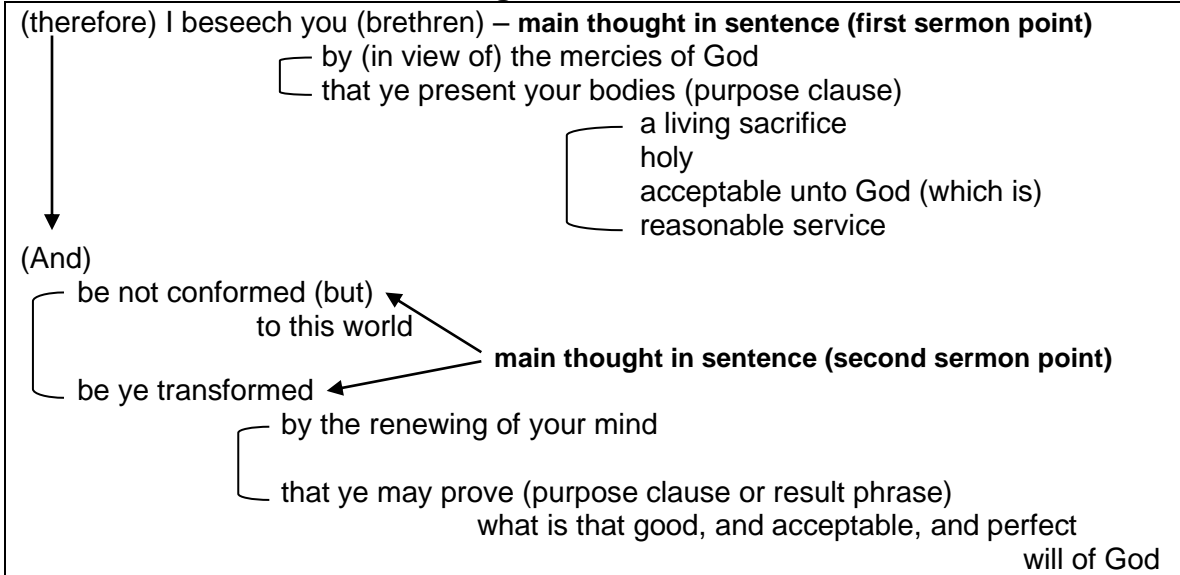 (therefore) I beseech you (brethren) – main thought in sentence (first sermon point)
by (in view of) the mercies of God
that ye present your bodies (purpose clause)
a living sacrifice
holy
acceptable unto God (which is)
reasonable service
(And)
be not conformed (but)
to this world
main thought in sentence (second sermon point)
be ye transformed
by the renewing of your mind
that ye may prove (purpose clause or result phrase)
what is that good, and acceptable, and perfect
will of God